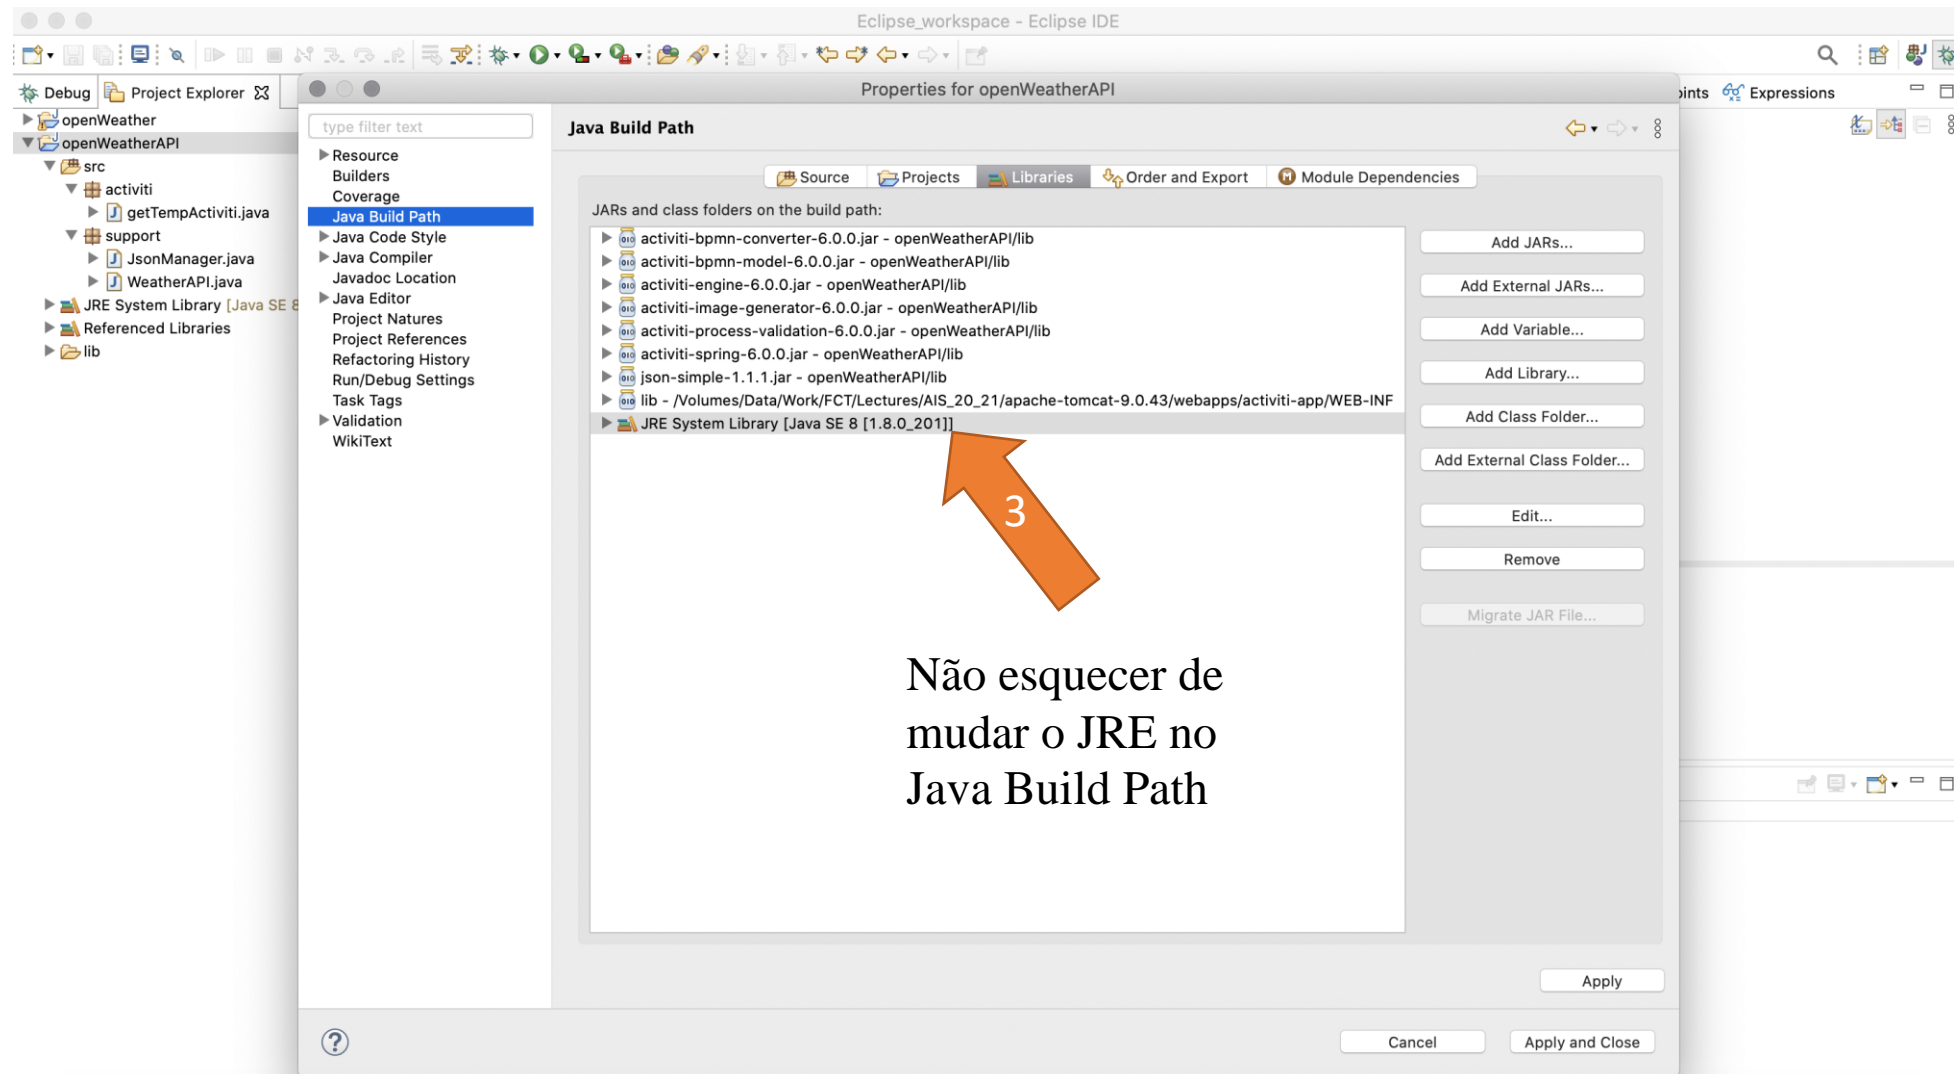 Eclipse_workspace - Eclipse IDE
Debug
Project Explorer
openWeather
openWeatherAPI
src
activiti
getTempActiviti.java
support
JsonManager.java
WeatherAPI.java
JRE System Library [Java SE 8
Referenced Libraries
lib
Properties for openWeatherAPI
type filter text
Resource
Builders
Coverage
Java Build Path
Java Code Style
Java Compiler
Javadoc Location
Java Editor
Project Natures
Project References
Refactoring History
Run/Debug Settings
Task Tags
Validation
WikiText
Java Build Path
Source
Projects
Libraries
Order and Export
Module Dependencies
JARs and class folders on the build path:
activiti-bpmn-converter-6.0.0.jar - openWeatherAPI/lib
activiti-bpmn-model-6.0.0.jar - openWeatherAPI/lib
activiti-engine-6.0.0.jar - openWeatherAPI/lib
activiti-image-generator-6.0.0.jar - openWeatherAPI/lib
activiti-process-validation-6.0.0.jar - openWeatherAPI/lib
activiti-spring-6.0.0.jar - openWeatherAPI/lib
json-simple-1.1.1.jar - openWeatherAPI/lib
lib - /Volumes/Data/Work/FCT/Lectures/AIS_20_21/apache-tomcat-9.0.43/webapps/activiti-app/WEB-INF
JRE System Library [Java SE 8 [1.8.0_201]]
3
Não esquecer de
mudar o JRE no
Java Build Path
Add JARs...
Add External JARs...
Add Variable...
Add Library...
Add Class Folder...
Add External Class Folder...
Edit...
Remove
Migrate JAR File...
Apply
Cancel
Apply and Close
oints
Expressions